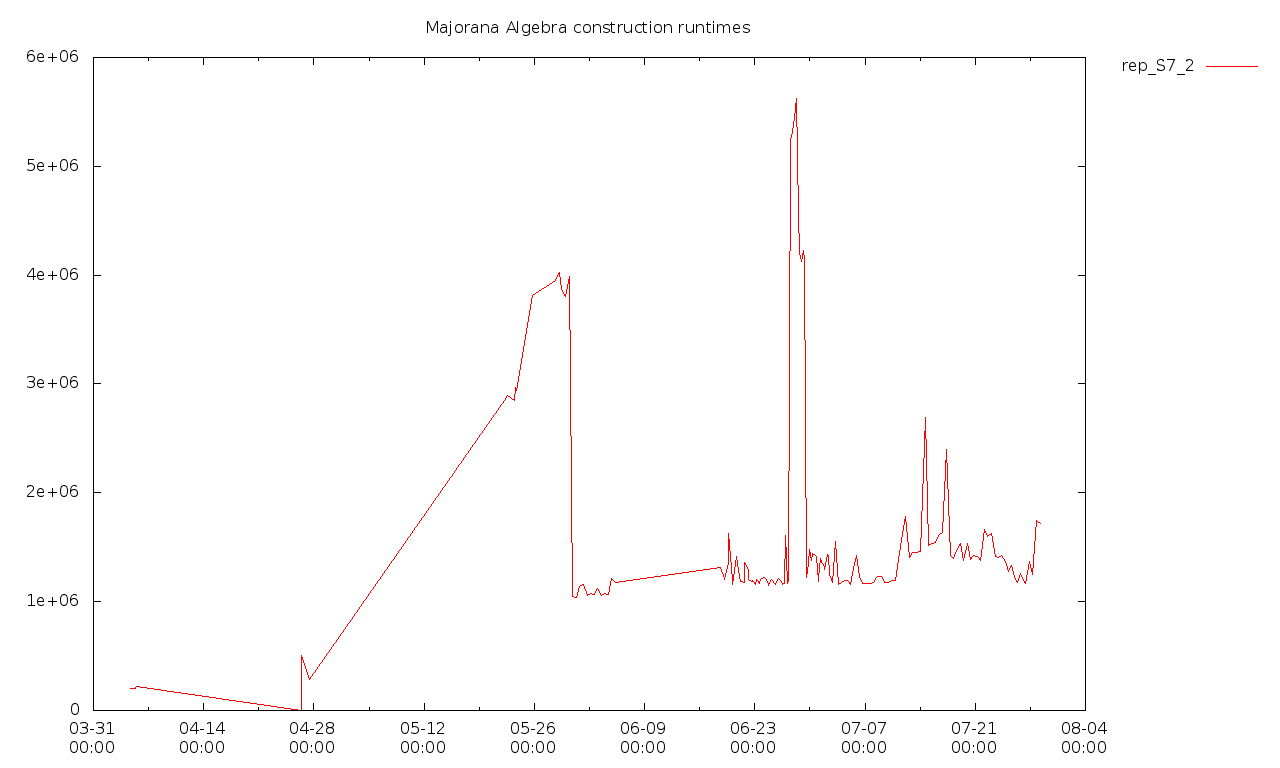 Majorana Algebra construction runtimes
rep_S7_2
6e+06
5e+06
4e+06
3e+06
2e+06
1e+06
0
03-31 04-14 04-28 05-12 05-26 06-09 06-23 07-07 07-21 08-04
00:00 00:00 00:00 00:00 00:00 00:00 00:00 00:00 00:00 00:00